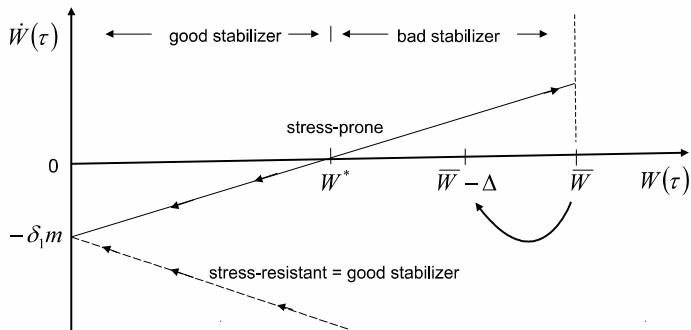 Ẇ(τ)
good stabilizer
bad stabilizer
stress-prone
0
W*
W̅ − Δ
W̅
W(τ)
−δ₁m
stress-resistant = good stabilizer